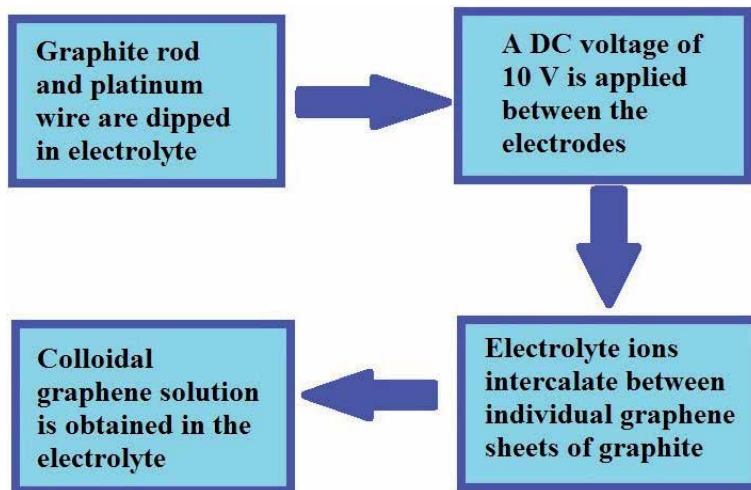 Graphite rod
and platinum
wire are dipped
in electrolyte
A DC voltage of
10 V is applied
between the
electrodes
Electrolyte ions
intercalate between
individual graphene
sheets of graphite
Colloidal
graphene solution
is obtained in the
electrolyte